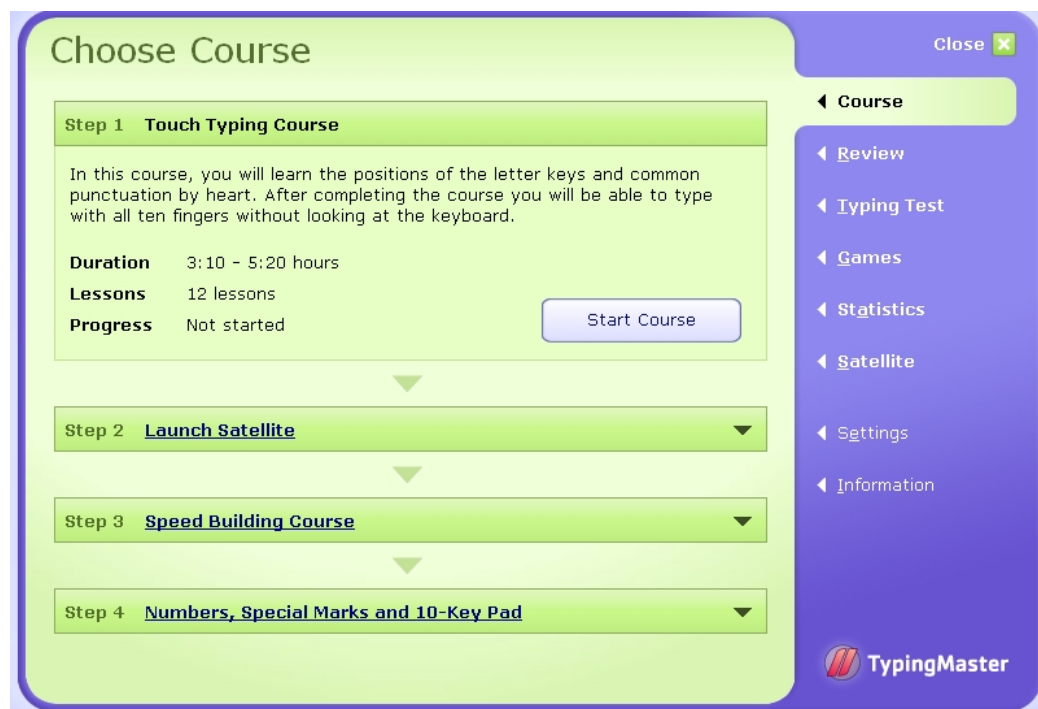 Choose Course
Step 1 Touch Typing Course
In this course, you will learn the positions of the letter keys and common
punctuation by heart. After completing the course you will be able to type
with all ten fingers without looking at the keyboard.
Duration 3:10 - 5:20 hours
Lessons 12 lessons
Progress Not started
Start Course
Step 2 Launch Satellite
Step 3 Speed Building Course
Step 4 Numbers, Special Marks and 10-Key Pad
Close
Course
Review
Typing Test
Games
Statistics
Satellite
Settings
Information
TypingMaster